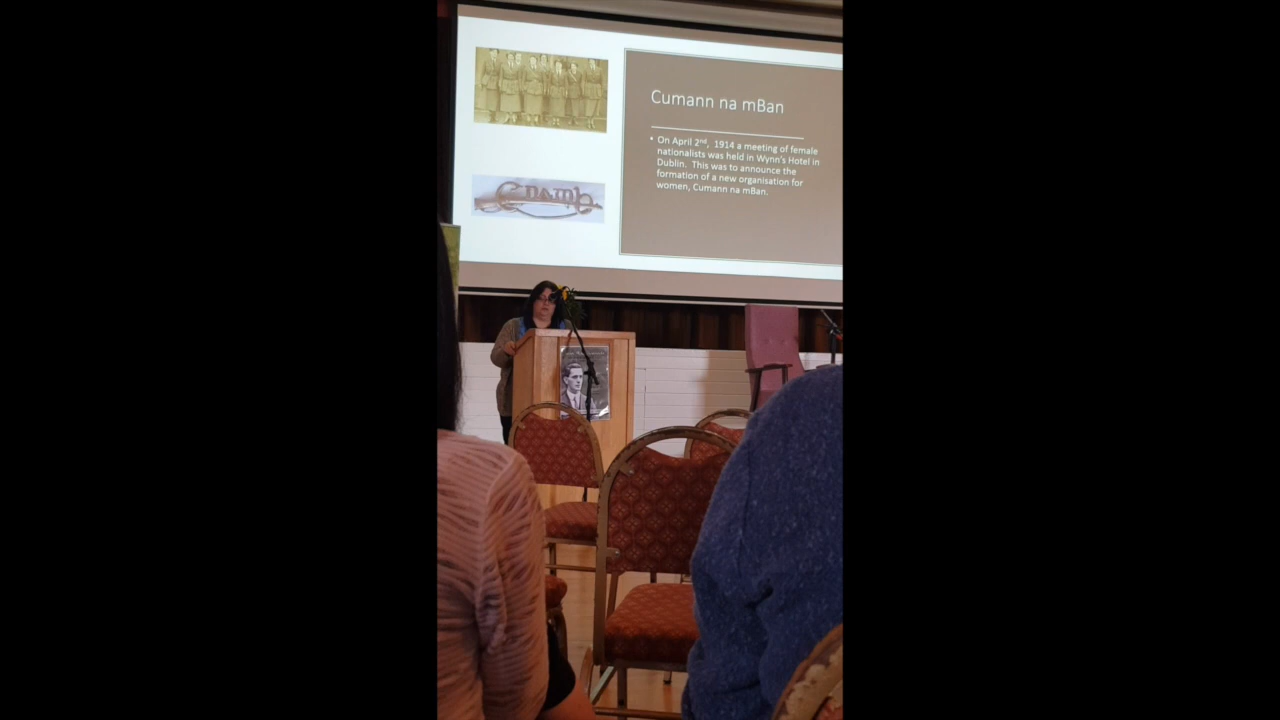 Cumann na mBan
• On April 2nd, 1914 a meeting of female
nationalists was held in Wynn's Hotel in
Dublin. This was to announce the
formation of a new organisation for
women, Cumann na mBan.
CnamB